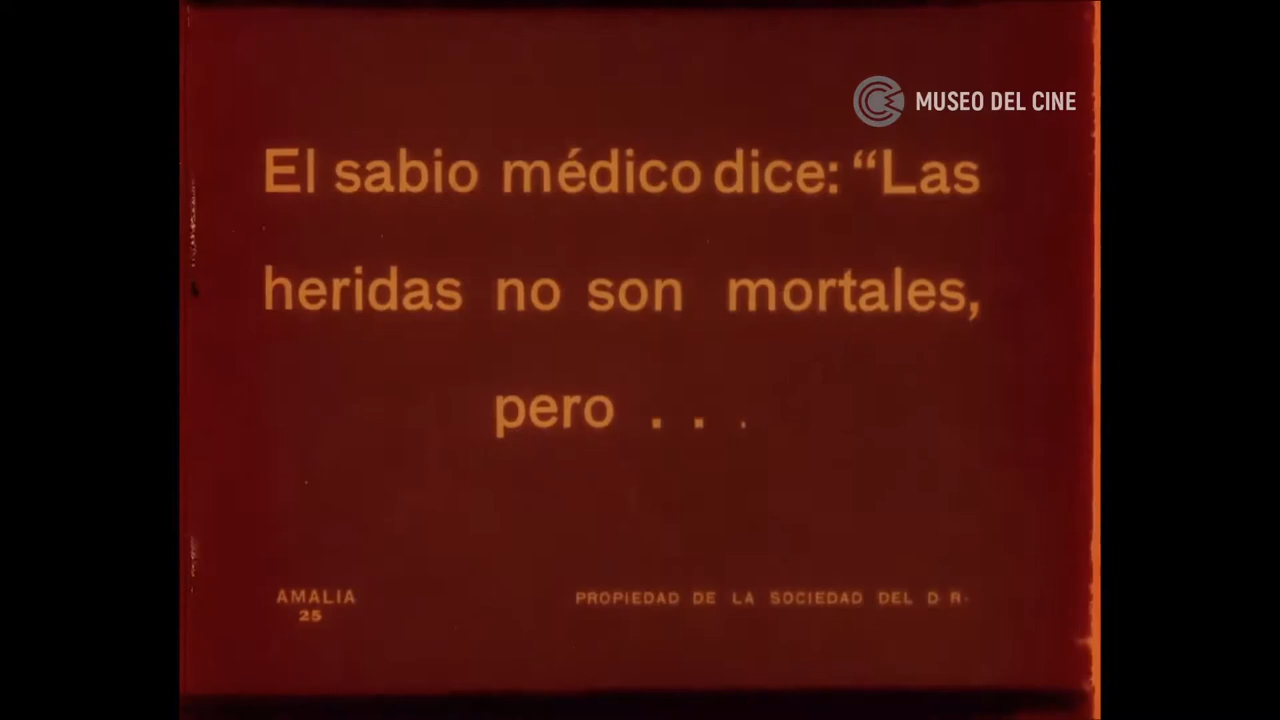 MUSEO DEL CINE
El sabio médico dice: “Las
heridas no son mortales,
pero . . .
AMALIA
25
PROPIEDAD DE LA SOCIEDAD DEL D. R.